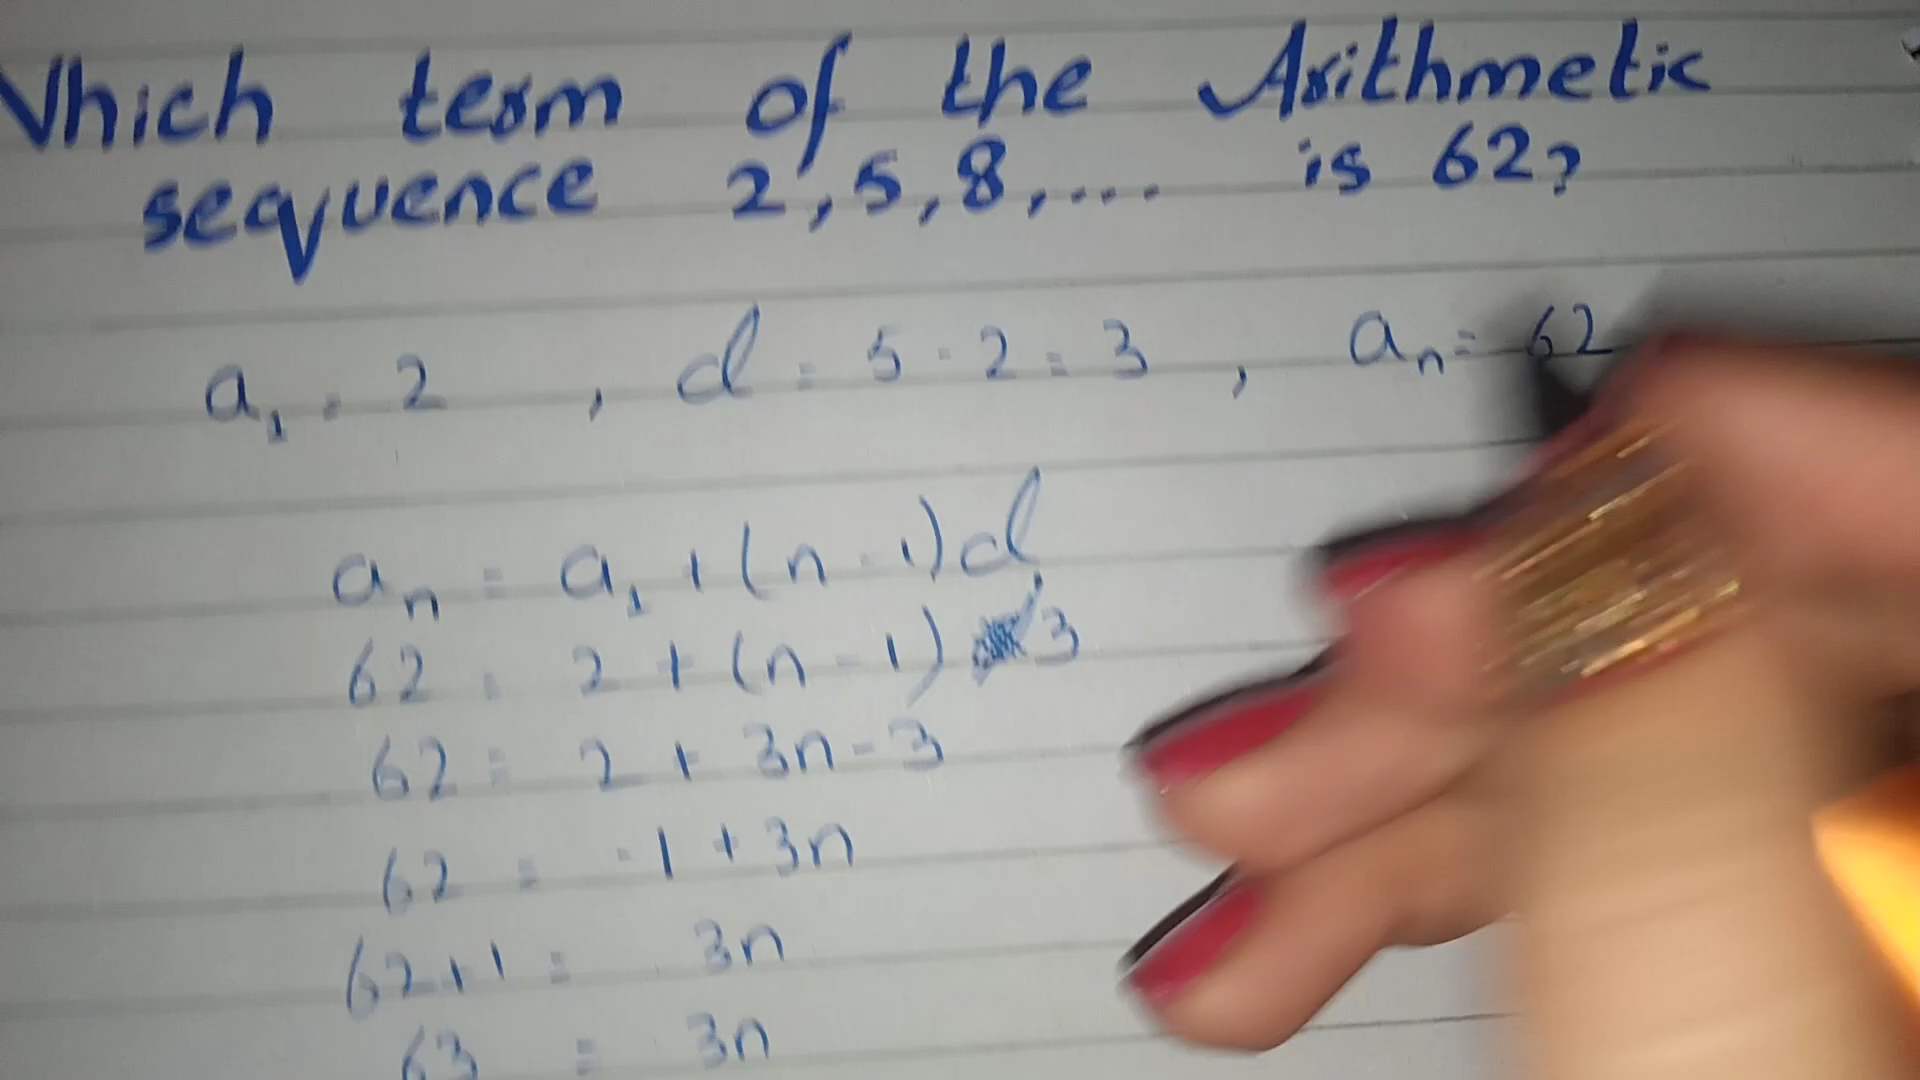 Which term of the Arithmetic
sequence 2,5,8,.... is 62?
a₁ = 2 , d = 5 - 2 = 3 , aₙ = 62
aₙ = a₁ + (n - 1)d
62 = 2 + (n - 1) 3
62 = 2 + 3n - 3
62 = -1 + 3n
62+1 = 3n
63 = 3n